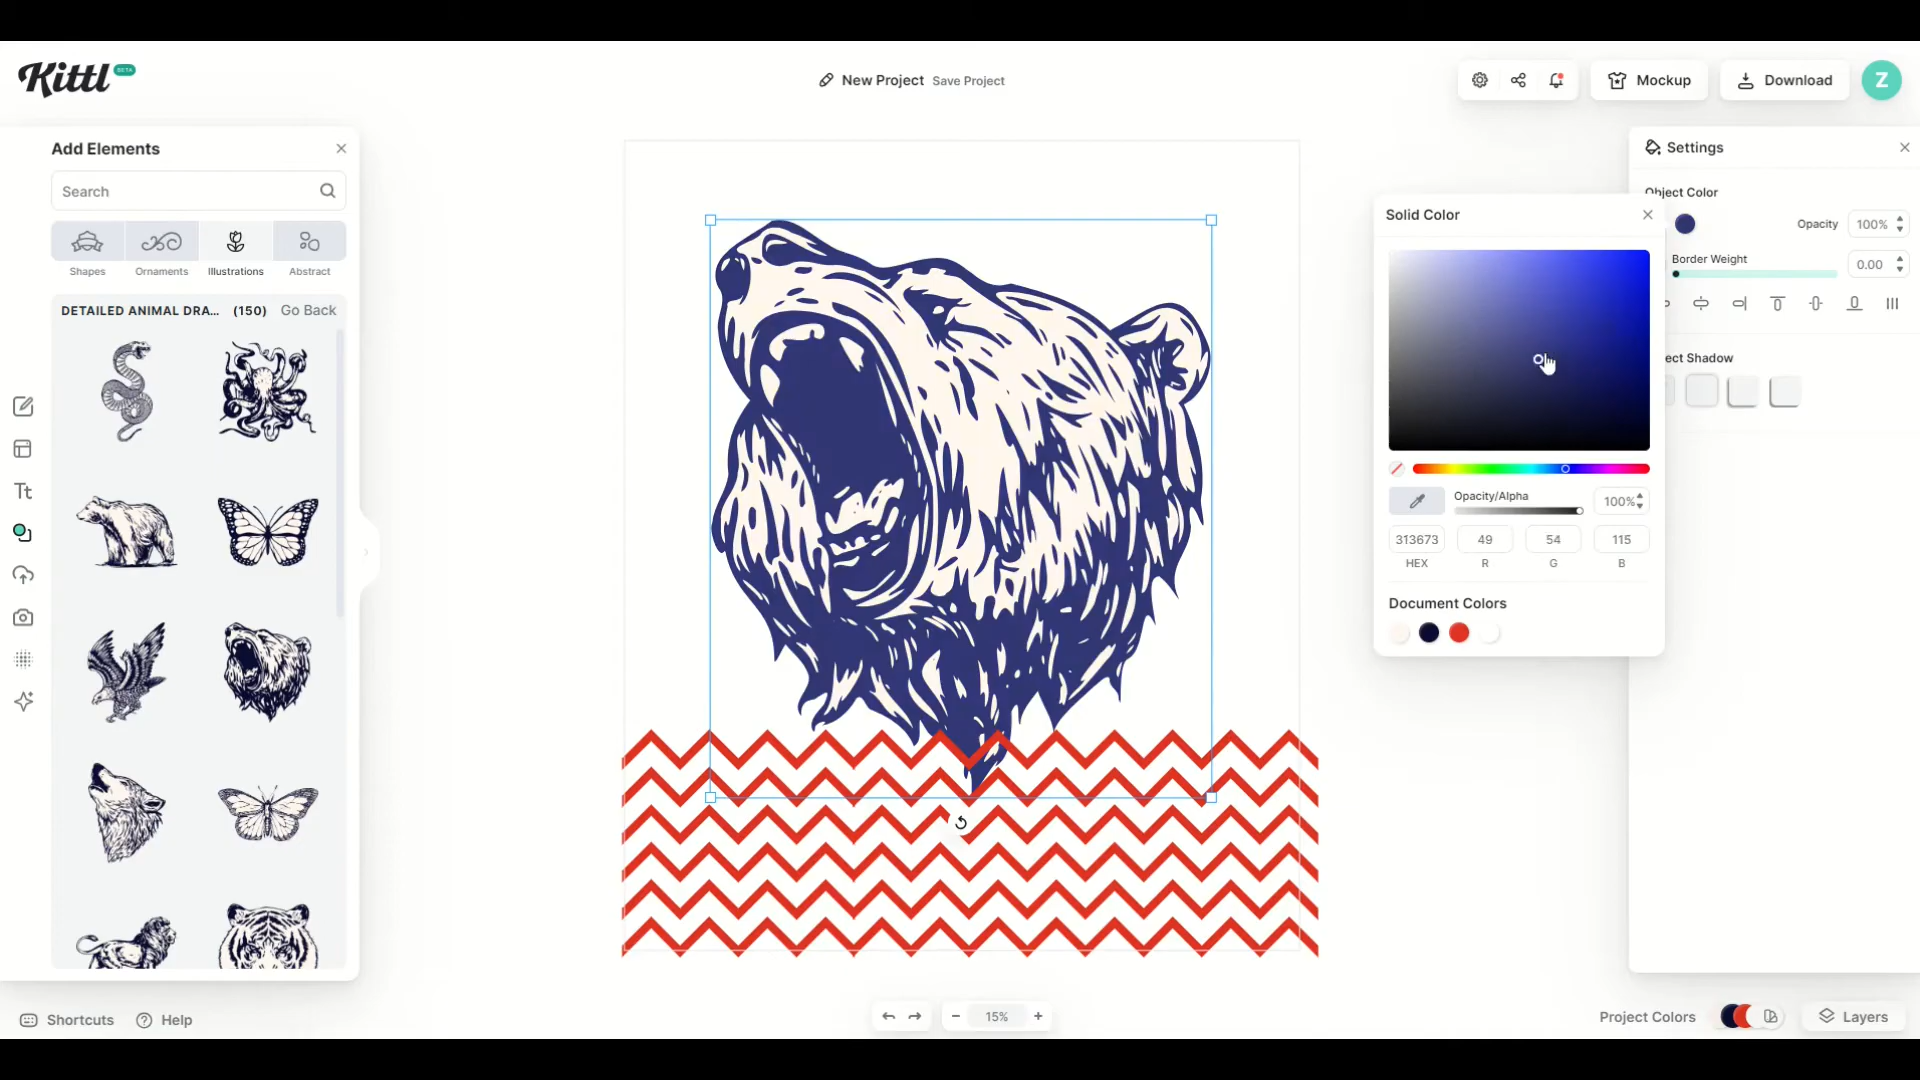 Kittl BETA
New Project Save Project
Mockup
Download
Z
Add Elements
Search
Shapes Ornaments Illustrations Abstract
DETAILED ANIMAL DRA... (150) Go Back
Tt
Settings
Object Color
Opacity 100%
Border Weight 0.00
ect Shadow
Solid Color
Opacity/Alpha 100%
313673 49 54 115
HEX R G B
Document Colors
Shortcuts Help
15%
Project Colors
Layers